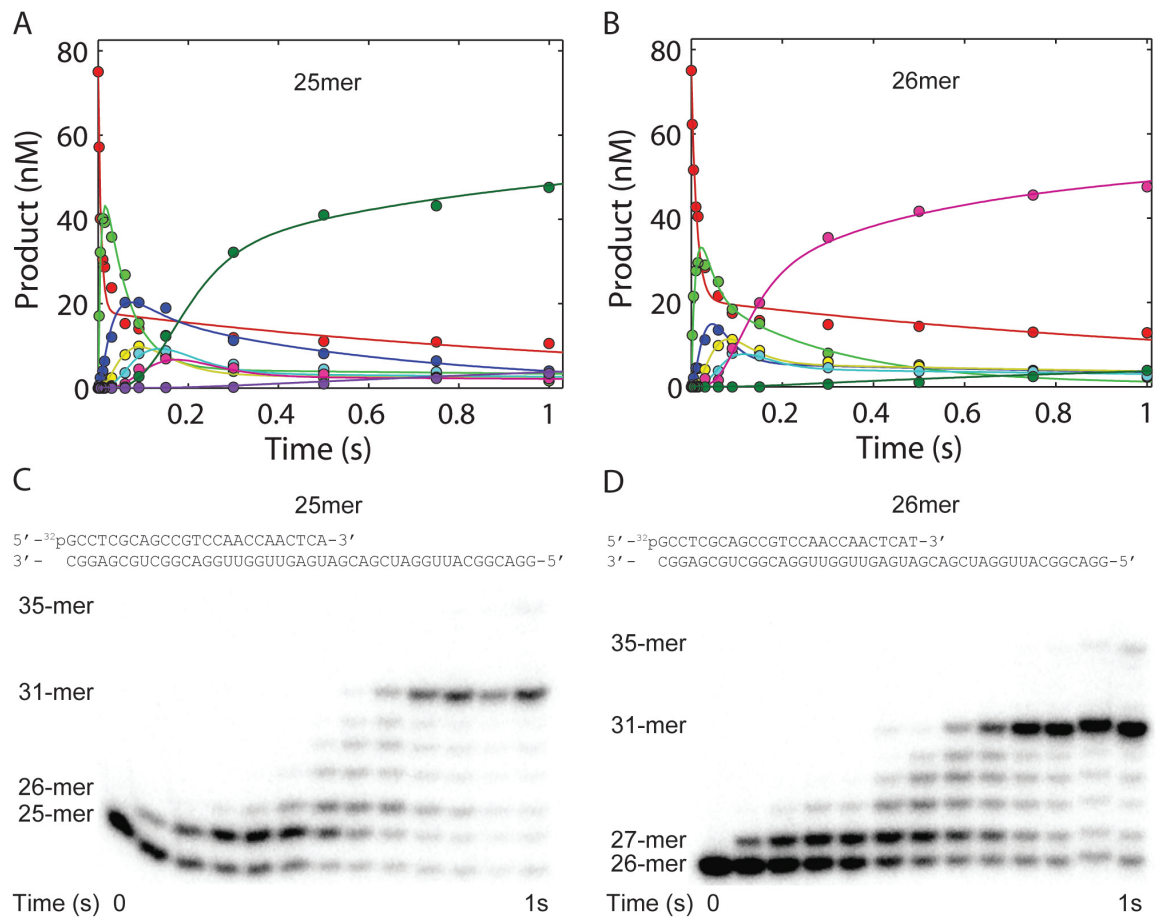 A
B
80
60
40
20
0
Product (nM)
25mer
0.2
0.4
0.6
0.8
1
Time (s)
80
60
40
20
0
Product (nM)
26mer
0.2
0.4
0.6
0.8
1
Time (s)
C
D
25mer
5’-³²pGCCTCGCAGCCGTCCAACCAACTCA-3’
3’- CGGAGCGUCGGCAGGUUGGUUGAGUAGCAGCUAGGUUACGGCAGG-5’
35-mer
31-mer
26-mer
25-mer
Time (s) 0 1s
26mer
5’-³²pGCCTCGCAGCCGTCCAACCAACTCAT-3’
3’- CGGAGCGUCGGCAGGUUGGUUGAGUAGCAGCUAGGUUACGGCAGG-5’
35-mer
31-mer
27-mer
26-mer
Time (s) 0 1s